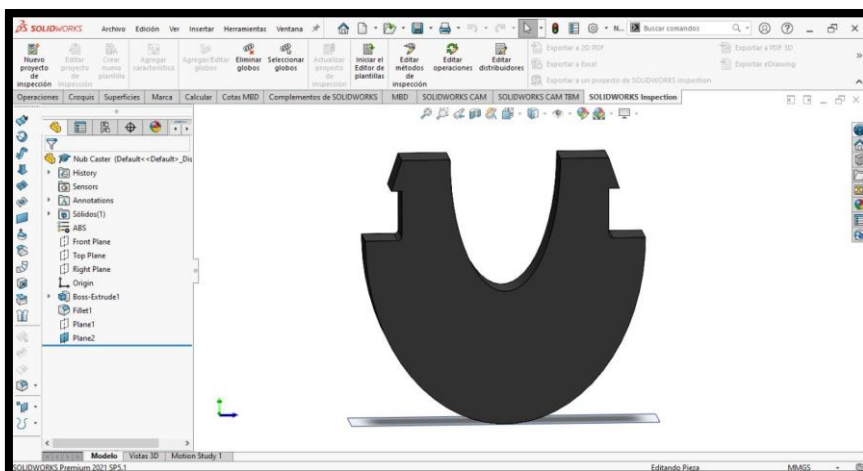 SOLIDWORKS Archivo Edición Ver Insertar Herramientas Ventana N... Buscar comandos
Nuevo proyecto de inspección
Editar proyecto de inspección
Crear nueva plantilla
Agregar característica
Agregar/Editar globos
Eliminar globos
Seleccionar globos
Actualizar proyecto de inspección
Iniciar el Editor de plantillas
Editar métodos de inspección
Editar operaciones
Editar distribuidores
Exportar a 2D PDF
Exportar a Excel
Exportar a un proyecto de SOLIDWORKS Inspection
Exportar a PDF 3D
Exportar eDrawing
Operaciones Croquis Superficies Marca Calcular Cotas MBD Complementos de SOLIDWORKS MBD SOLIDWORKS CAM SOLIDWORKS CAM TBM SOLIDWORKS Inspection
Nub Caster (Default<<Default>_Dis
History
Sensors
Annotations
Sólidos(1)
ABS
Front Plane
Top Plane
Right Plane
Origin
Boss-Extrude1
Fillet1
Plane1
Plane2
Modelo Vistas 3D Motion Study 1
SOLIDWORKS Premium 2021 SP5.1 Editando Pieza MMGS